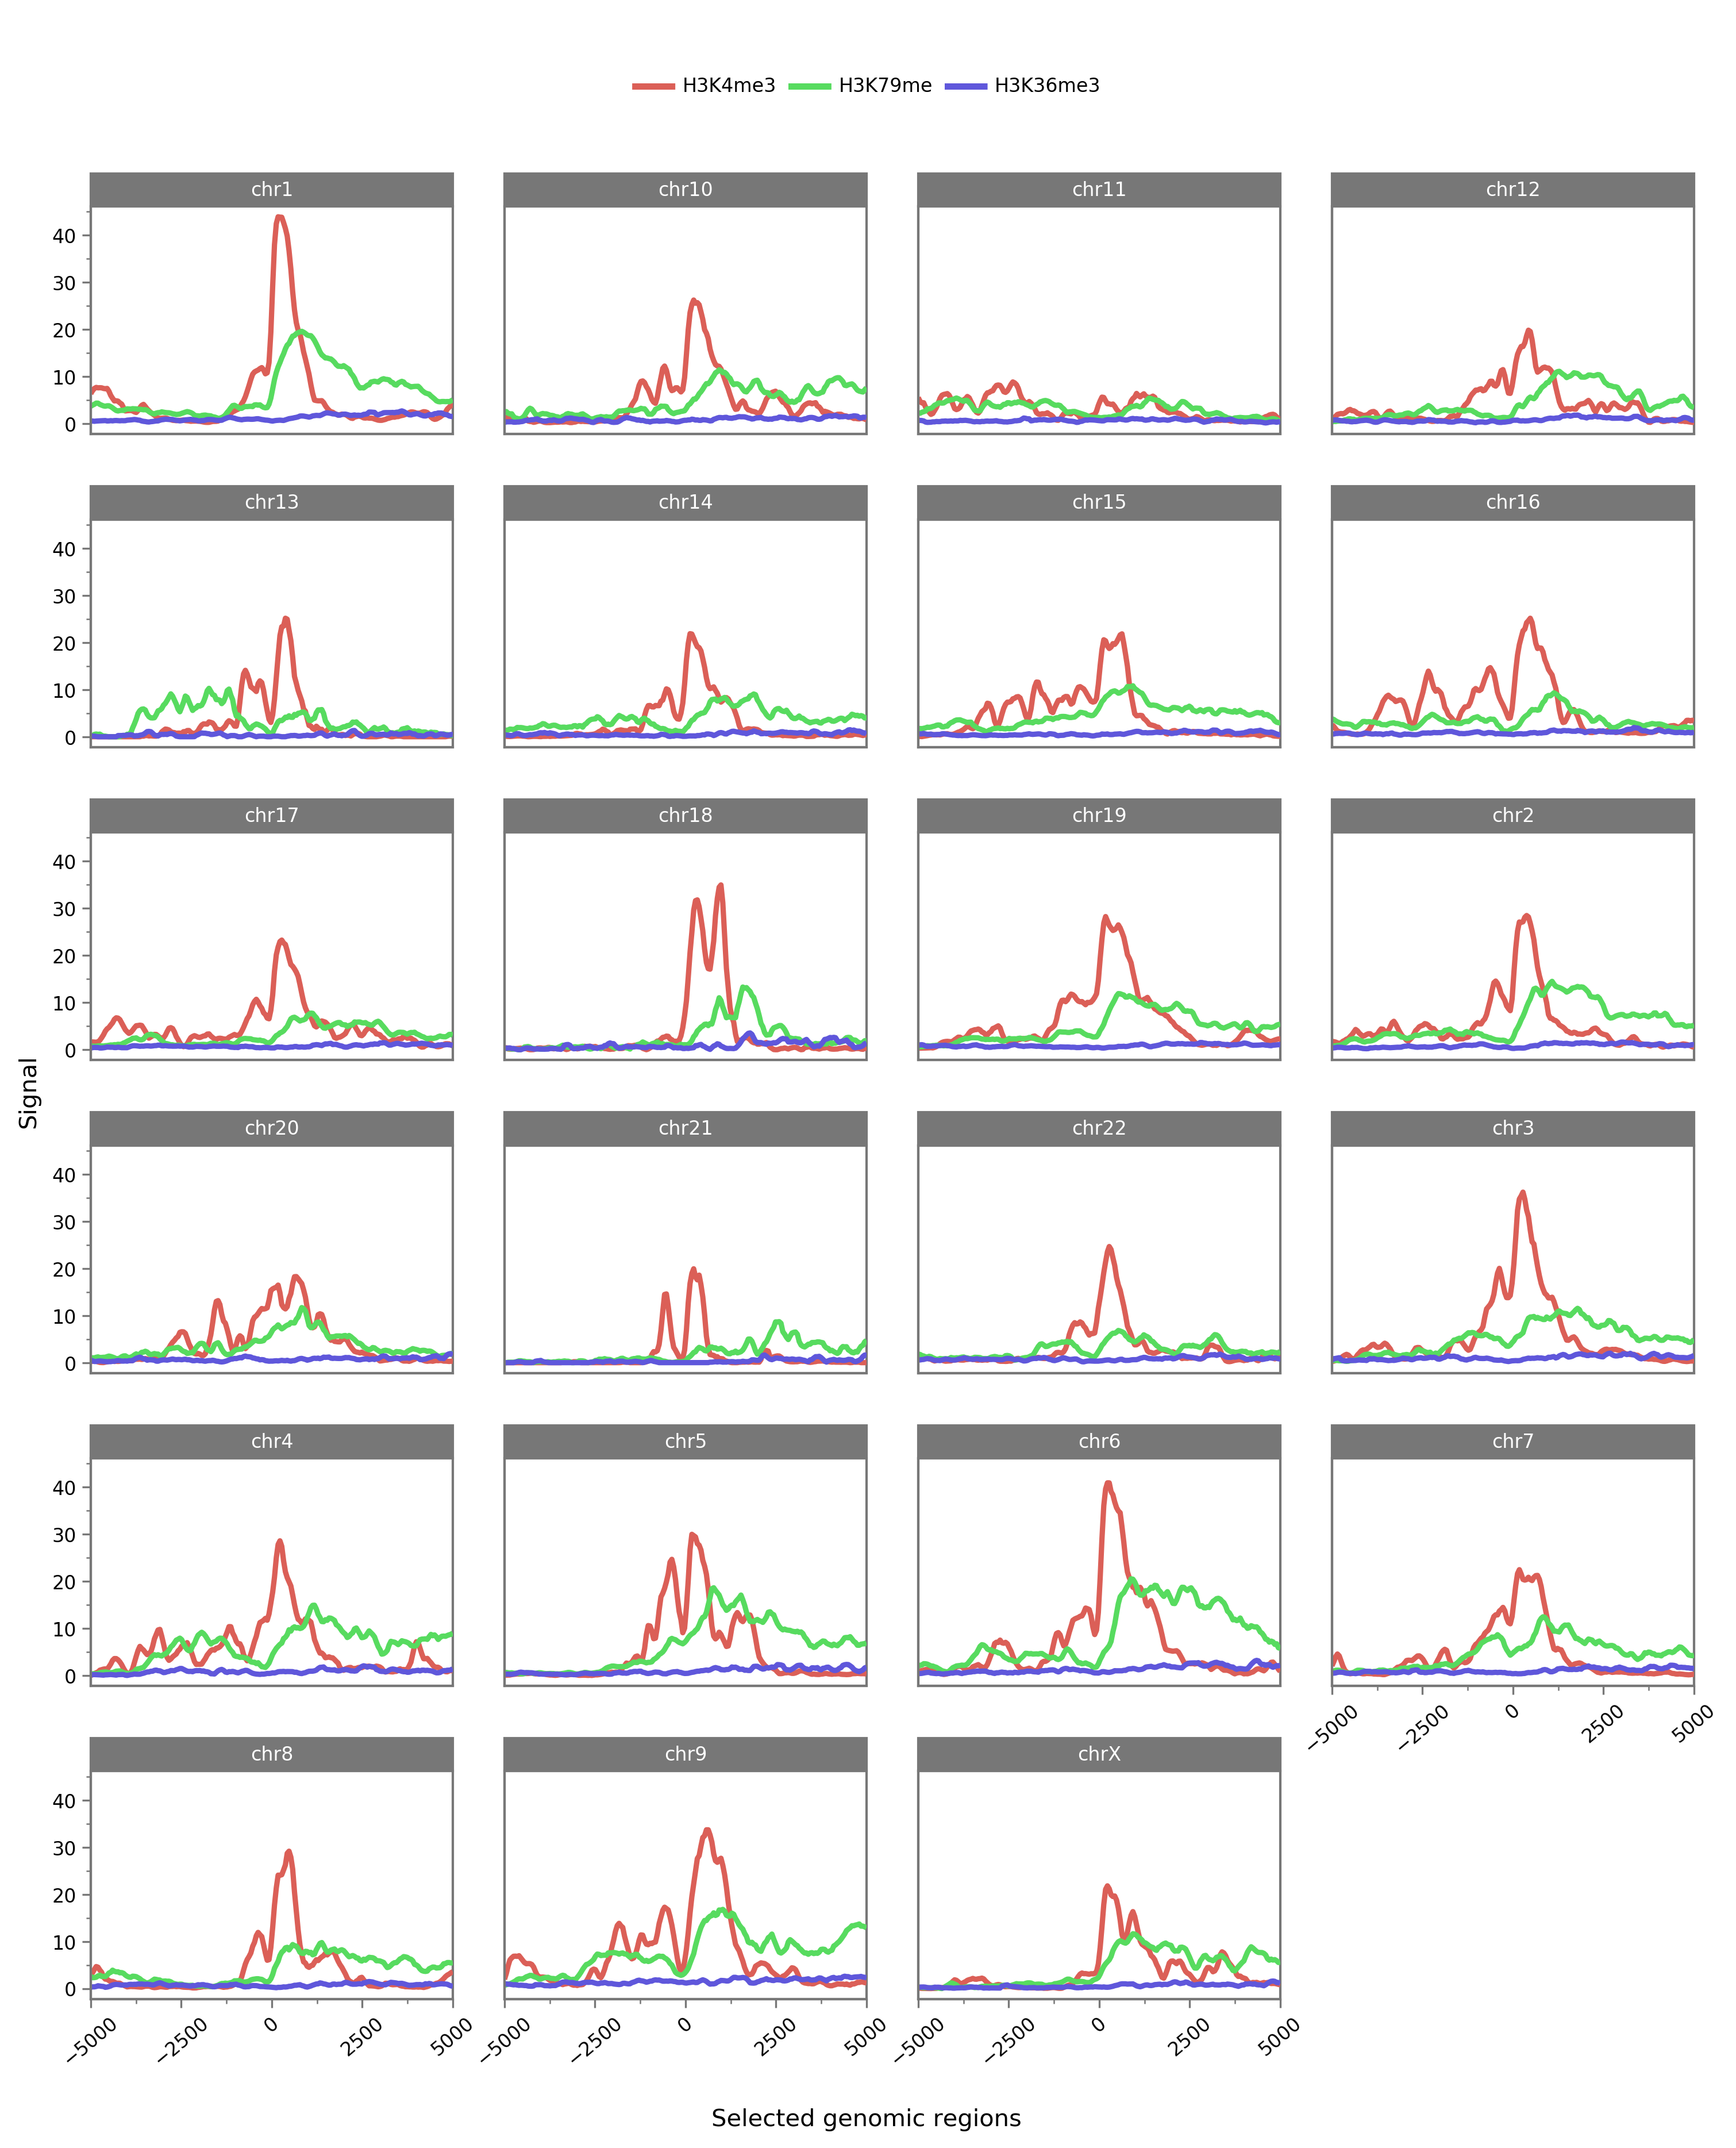 H3K4me3 H3K79me H3K36me3
chr1 chr10 chr11 chr12
40
30
20
10
0
chr13 chr14 chr15 chr16
40
30
20
10
0
chr17 chr18 chr19 chr2
40
30
20
10
0
Signal
chr20 chr21 chr22 chr3
40
30
20
10
0
chr4 chr5 chr6 chr7
40
30
20
10
0
−5000 −2500 0 2500 5000
chr8 chr9 chrX
40
30
20
10
0
−5000 −2500 0 2500 5000 −5000 −2500 0 2500 5000 −5000 −2500 0 2500 5000
Selected genomic regions